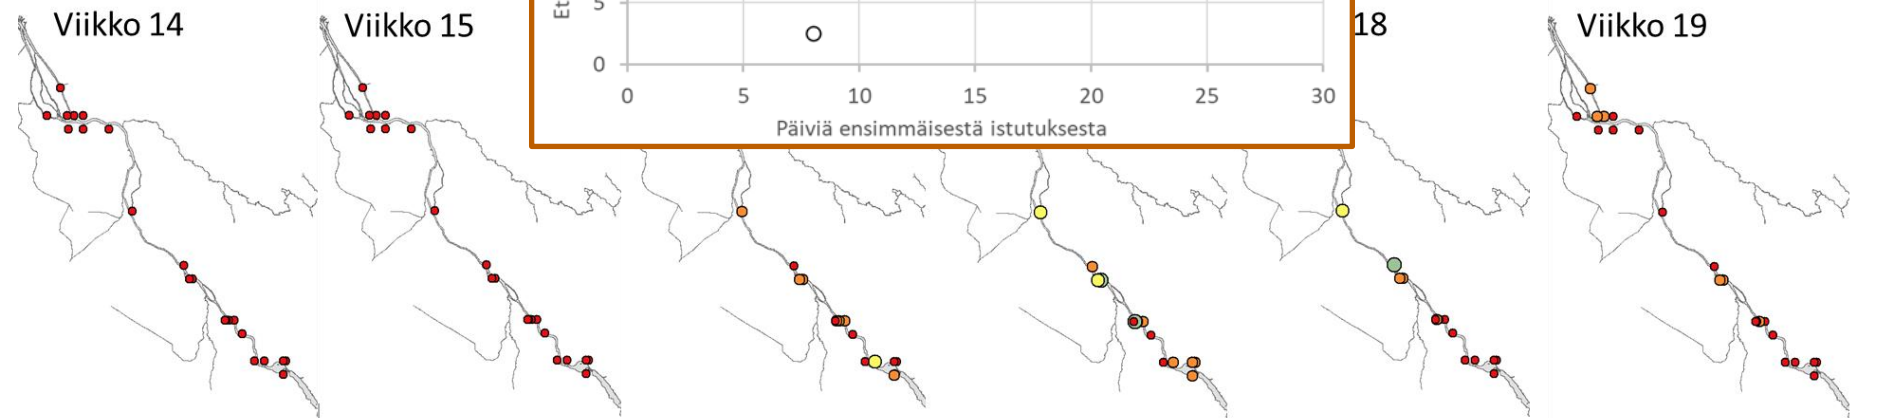 Viikko 14
Viikko 15
18
Viikko 19
Et
5
0
0 5 10 15 20 25 30
Päiviä ensimmäisestä istutuksesta